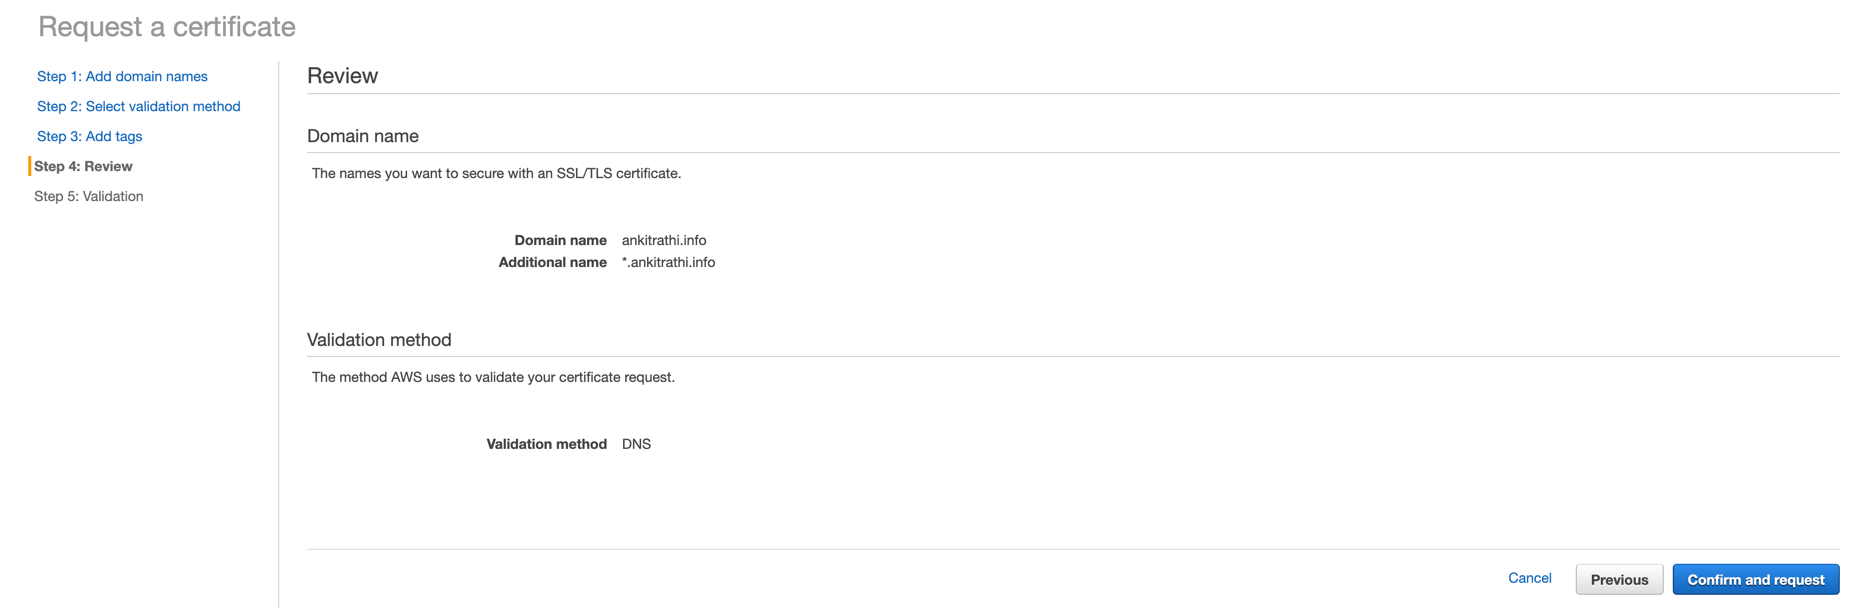 Request a certificate
Step 1: Add domain names
Step 2: Select validation method
Step 3: Add tags
Step 4: Review
Step 5: Validation
Review
Domain name
The names you want to secure with an SSL/TLS certificate.
Domain name ankitrathi.info
Additional name *.ankitrathi.info
Validation method
The method AWS uses to validate your certificate request.
Validation method DNS
Cancel Previous Confirm and request